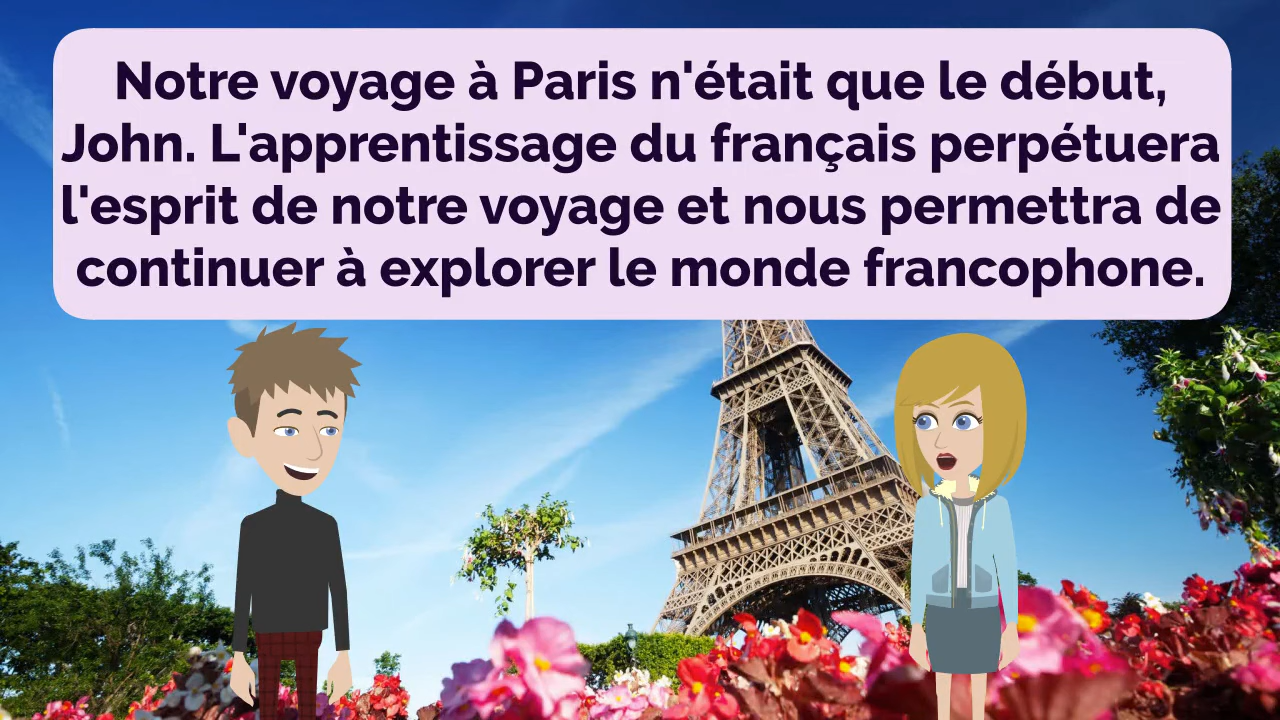 Notre voyage à Paris n'était que le début,
John. L'apprentissage du français perpétuera
l'esprit de notre voyage et nous permettra de
continuer à explorer le monde francophone.